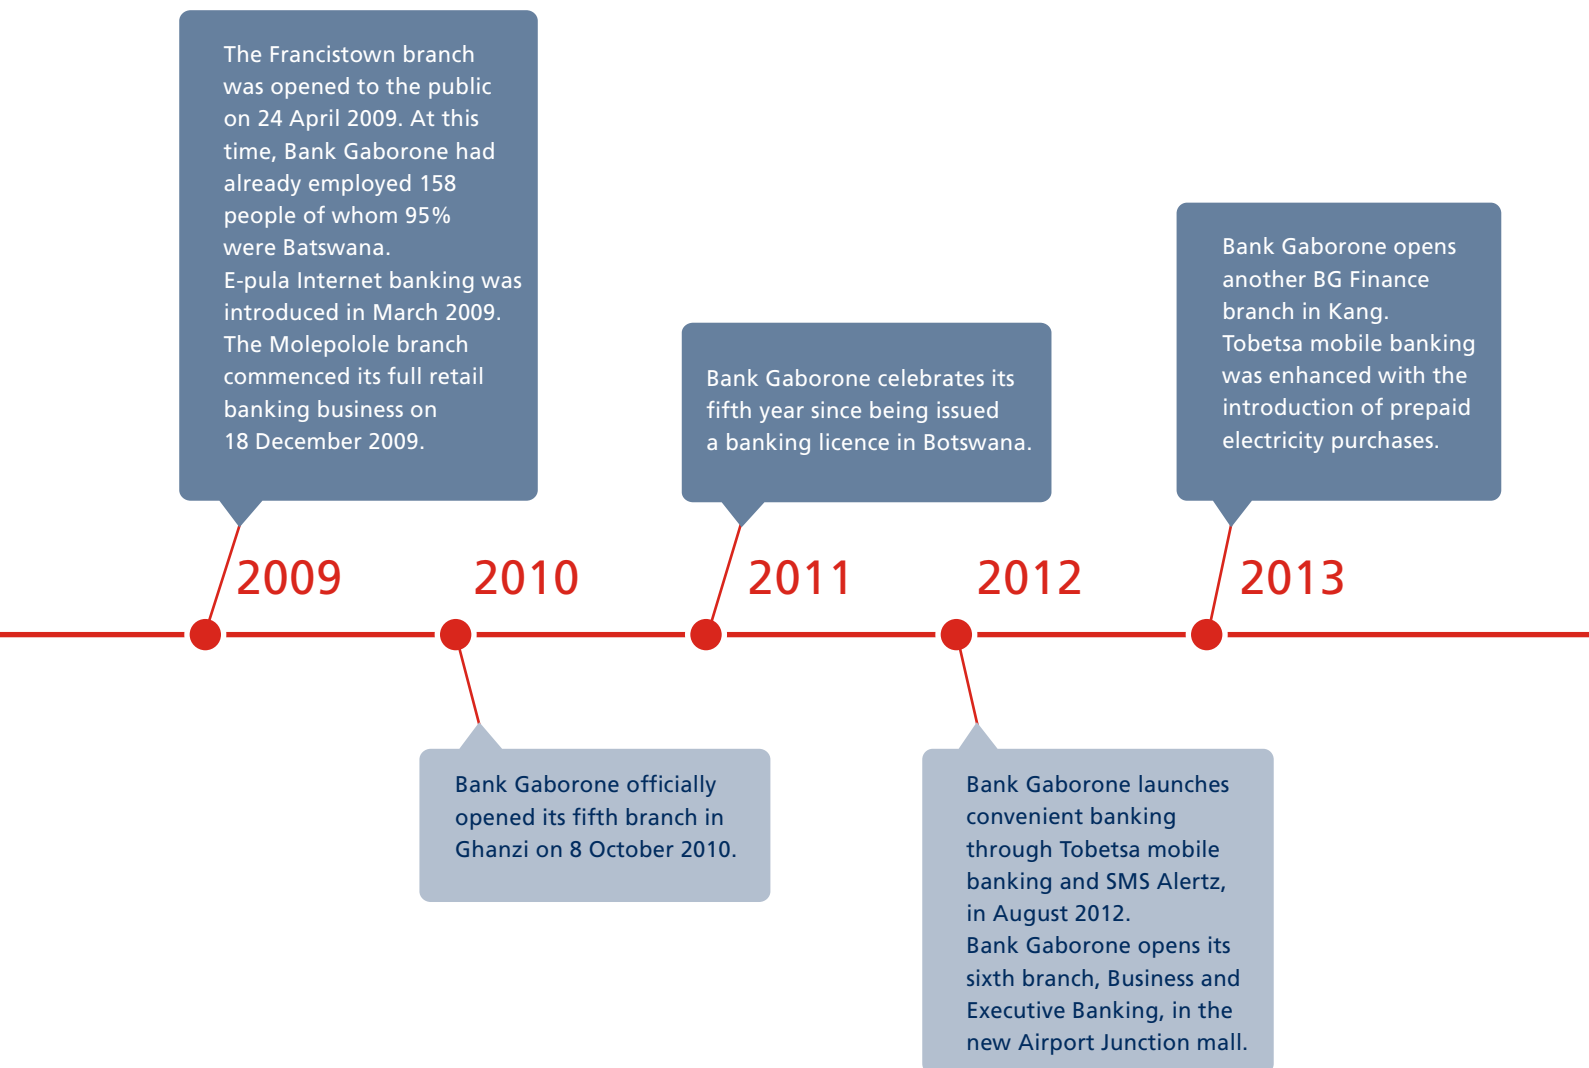 The Francistown branch
was opened to the public
on 24 April 2009. At this
time, Bank Gaborone had
already employed 158
people of whom 95%
were Batswana.
E-pula Internet banking was
introduced in March 2009.
The Molepolole branch
commenced its full retail
banking business on
18 December 2009.
Bank Gaborone celebrates its
fifth year since being issued
a banking licence in Botswana.
Bank Gaborone opens
another BG Finance
branch in Kang.
Tobetsa mobile banking
was enhanced with the
introduction of prepaid
electricity purchases.
2009
2010
2011
2012
2013
Bank Gaborone officially
opened its fifth branch in
Ghanzi on 8 October 2010.
Bank Gaborone launches
convenient banking
through Tobetsa mobile
banking and SMS Alertz,
in August 2012.
Bank Gaborone opens its
sixth branch, Business and
Executive Banking, in the
new Airport Junction mall.